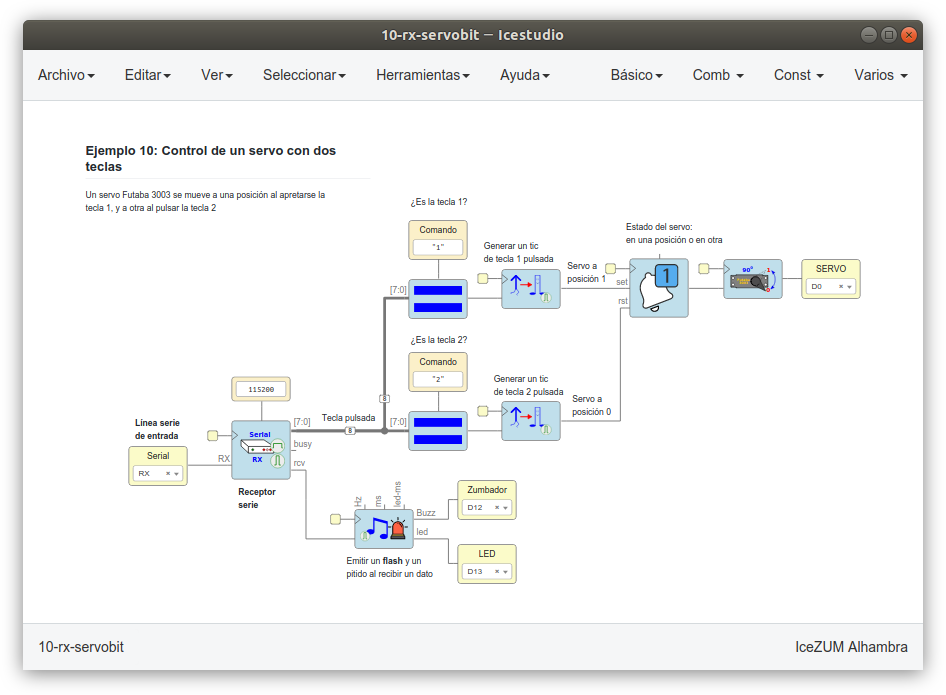 10-rx-servobit — Icestudio
Archivo Editar Ver Seleccionar Herramientas Ayuda Básico Comb Const Varios
Ejemplo 10: Control de un servo con dos
teclas
Un servo Futaba 3003 se mueve a una posición al apretarse la
tecla 1, y a otra al pulsar la tecla 2
¿Es la tecla 1?
Comando
"1"
[7:0]
Generar un tic
de tecla 1 pulsada
Servo a
posición 1
Estado del servo:
en una posición o en otra
set
rst
1
90°
1
0
SERVO
D0
¿Es la tecla 2?
Comando
"2"
[7:0]
Generar un tic
de tecla 2 pulsada
Servo a
posición 0
8
115200
Línea serie
de entrada
Serial
RX
RX
Serial
RX
[7:0]
busy
rcv
Tecla pulsada
8
Receptor
serie
Hz
ms
led-ms
Buzz
led
Emitir un flash y un
pitido al recibir un dato
Zumbador
D12
LED
D13
10-rx-servobit
IceZUM Alhambra